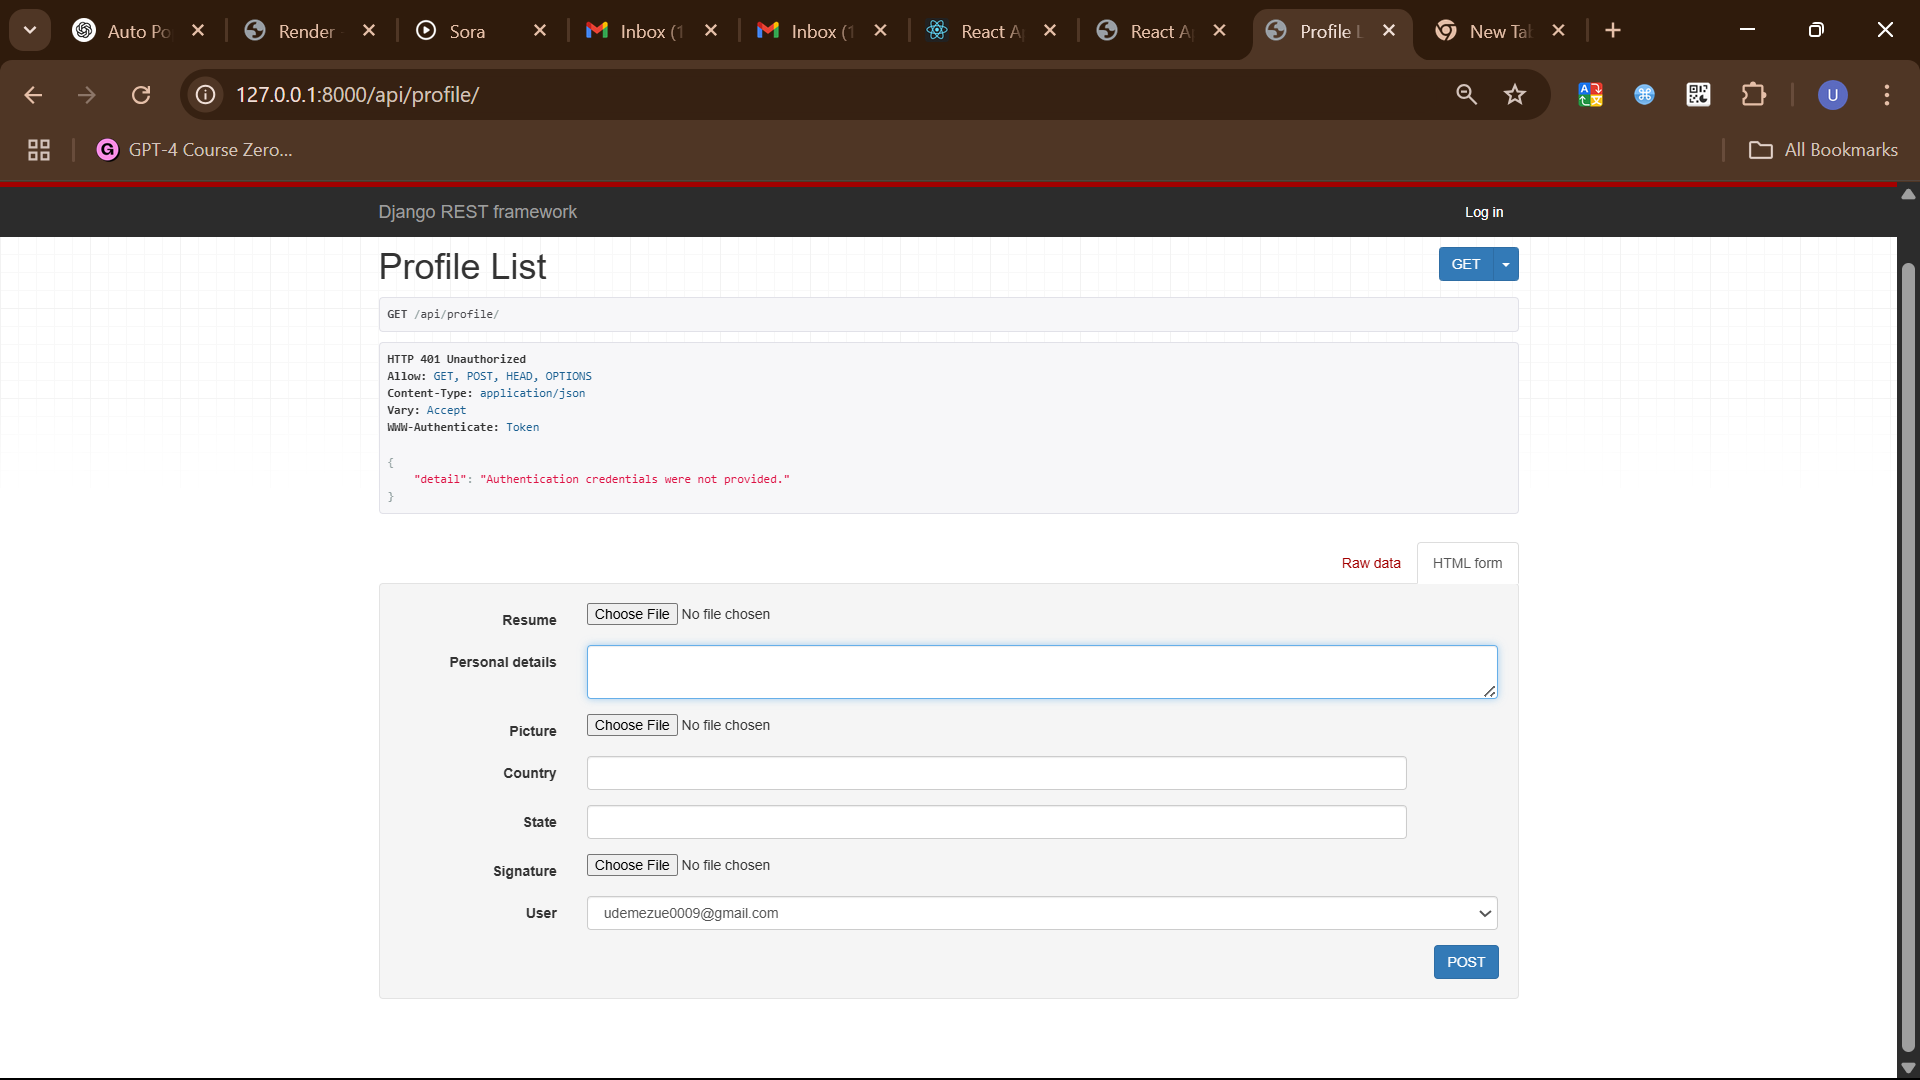 Auto Po
Render
Sora
Inbox (1
Inbox (1
React A
React A
Profile L
New Tab
127.0.0.1:8000/api/profile/
U
GPT-4 Course Zero...
All Bookmarks
Django REST framework
Log in
Profile List
GET
GET /api/profile/
HTTP 401 Unauthorized
Allow: GET, POST, HEAD, OPTIONS
Content-Type: application/json
Vary: Accept
WWW-Authenticate: Token
{
"detail": "Authentication credentials were not provided."
}
Raw data
HTML form
Resume Choose File No file chosen
Personal details
Picture Choose File No file chosen
Country
State
Signature Choose File No file chosen
User udemezue0009@gmail.com
POST